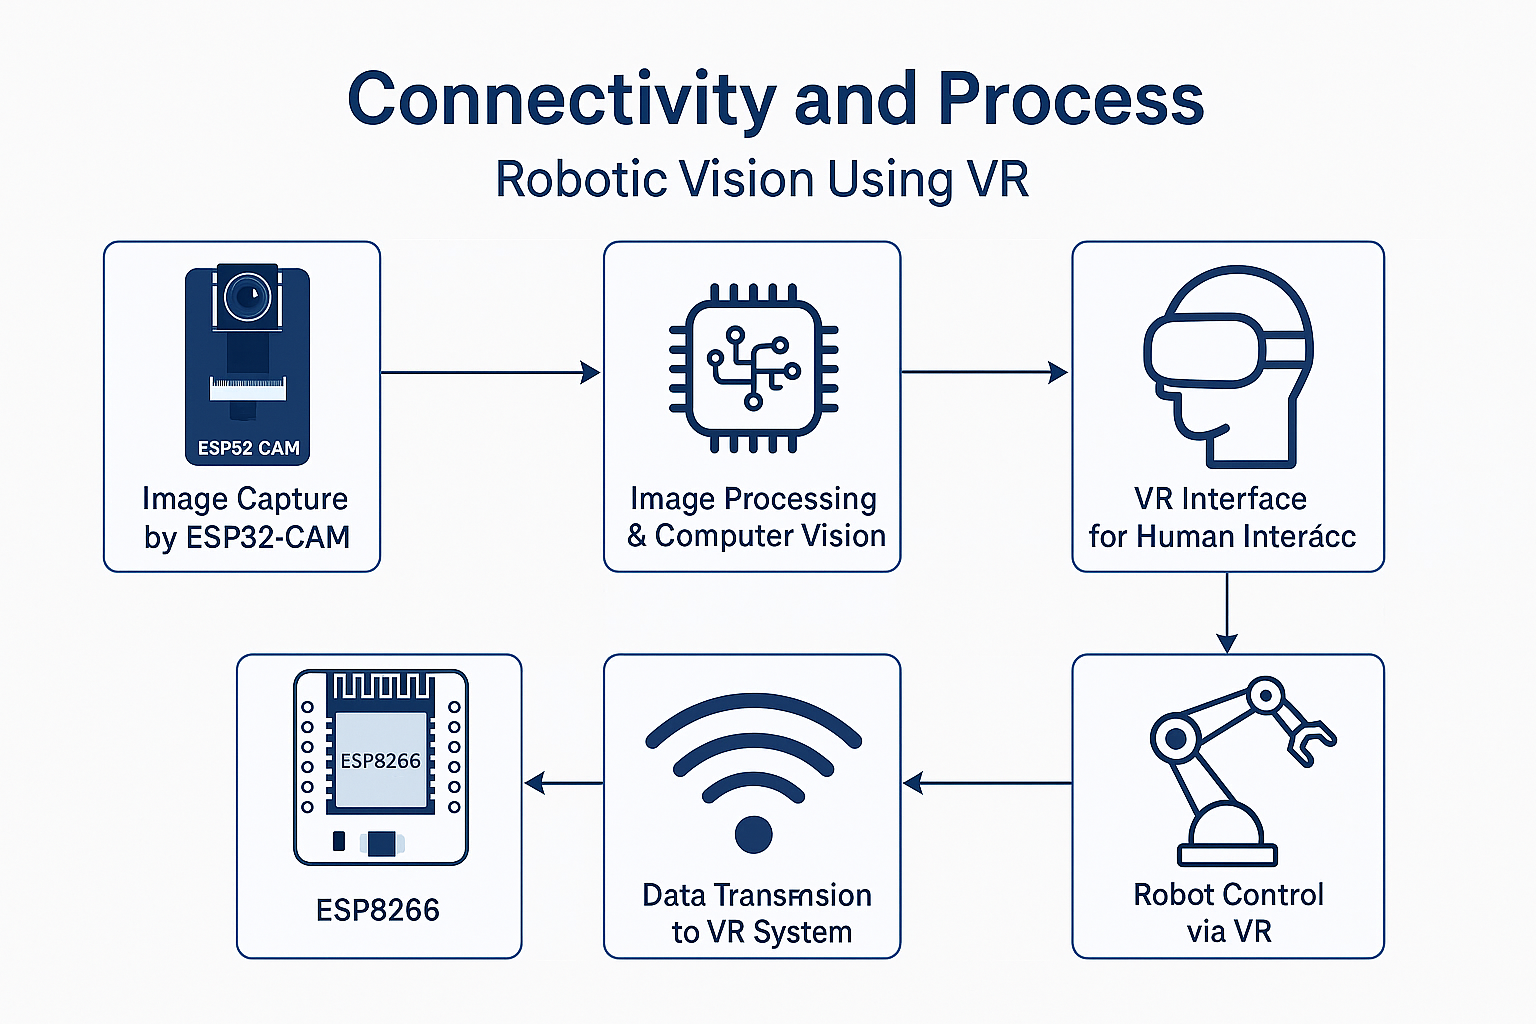 Connectivity and Process
Robotic Vision Using VR
ESP52 CAM
Image Capture
by ESP32-CAM
Image Processing
& Computer Vision
VR Interface
for Human Interácc
ESP8266
ESP8266
Data Transmnsion
to VR System
Robot Control
via VR